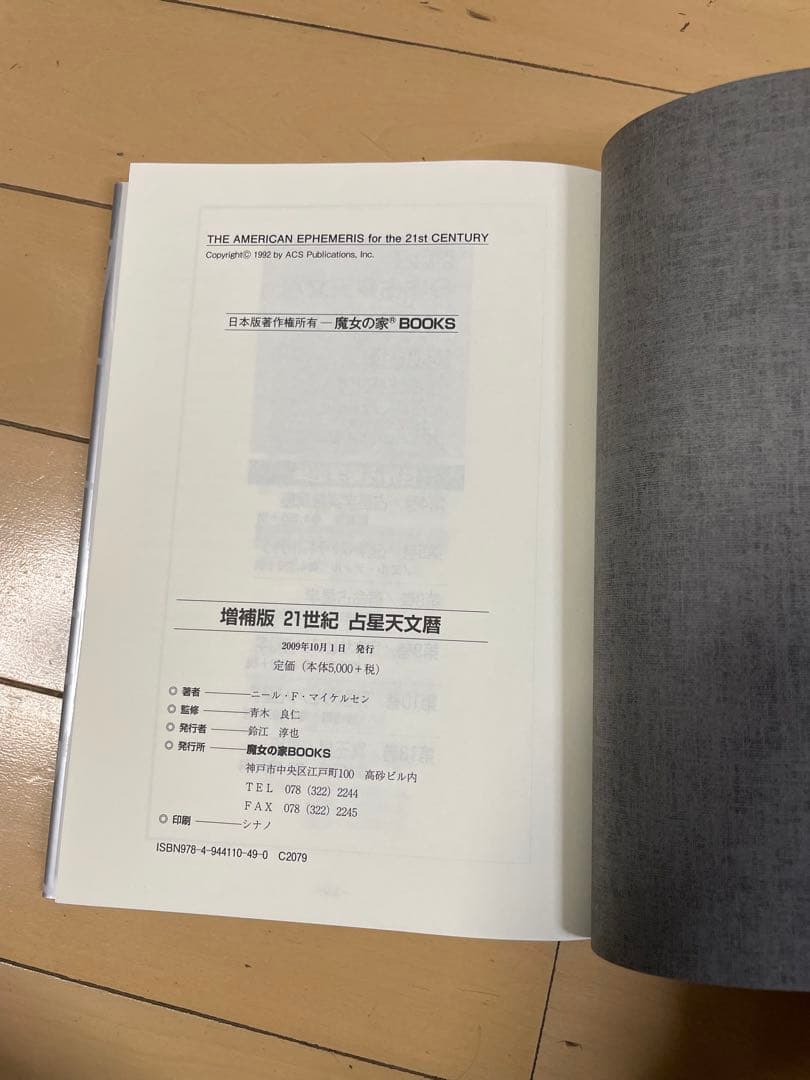 THE AMERICAN EPHEMERIS for the 21st CENTURY
Copyright© 1992 by ACS Publications, Inc.
日本版著作権所有 — 魔女の家® BOOKS
増補版 21世紀 占星天文暦
2009年10月1日 発行
定価（本体5,000＋税）
◎ 著者 ——— ニール・F・マイケルセン
◎ 監修 ——— 青木 良仁
◎ 発行者 ——— 鈴江 淳也
◎ 発行所 ——— 魔女の家BOOKS
神戸市中央区江戸町100 高砂ビル内
TEL 078 (322) 2244
FAX 078 (322) 2245
◎ 印刷 ——— シナノ
ISBN978-4-944110-49-0 C2079